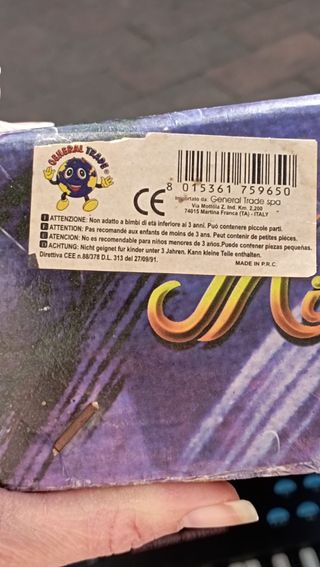 GENERAL TRADE
CE
8 015361 759650
Importato da: General Trade spa
Via Mottola Z. Ind. Km. 2,200
74015 Martina Franca (TA) - ITALY
I ATTENZIONE: Non adatto a bimbi di età inferiore ai 3 anni. Può contenere piccole parti.
F ATTENTION: Pas recomande aux enfants de moins de 3 ans. Peut contenir de petites pièces.
E ATENCION: No es recomendable para niños menores de 3 años. Puede contener piezas pequeñas.
D ACHTUNG: Nicht geignet fur kinder unter 3 Jahren. Kann kleine Teile enthalten.
Direttiva CEE n.88/378 D.L. 313 del 27/09/91.
MADE IN P.R.C.
Mi